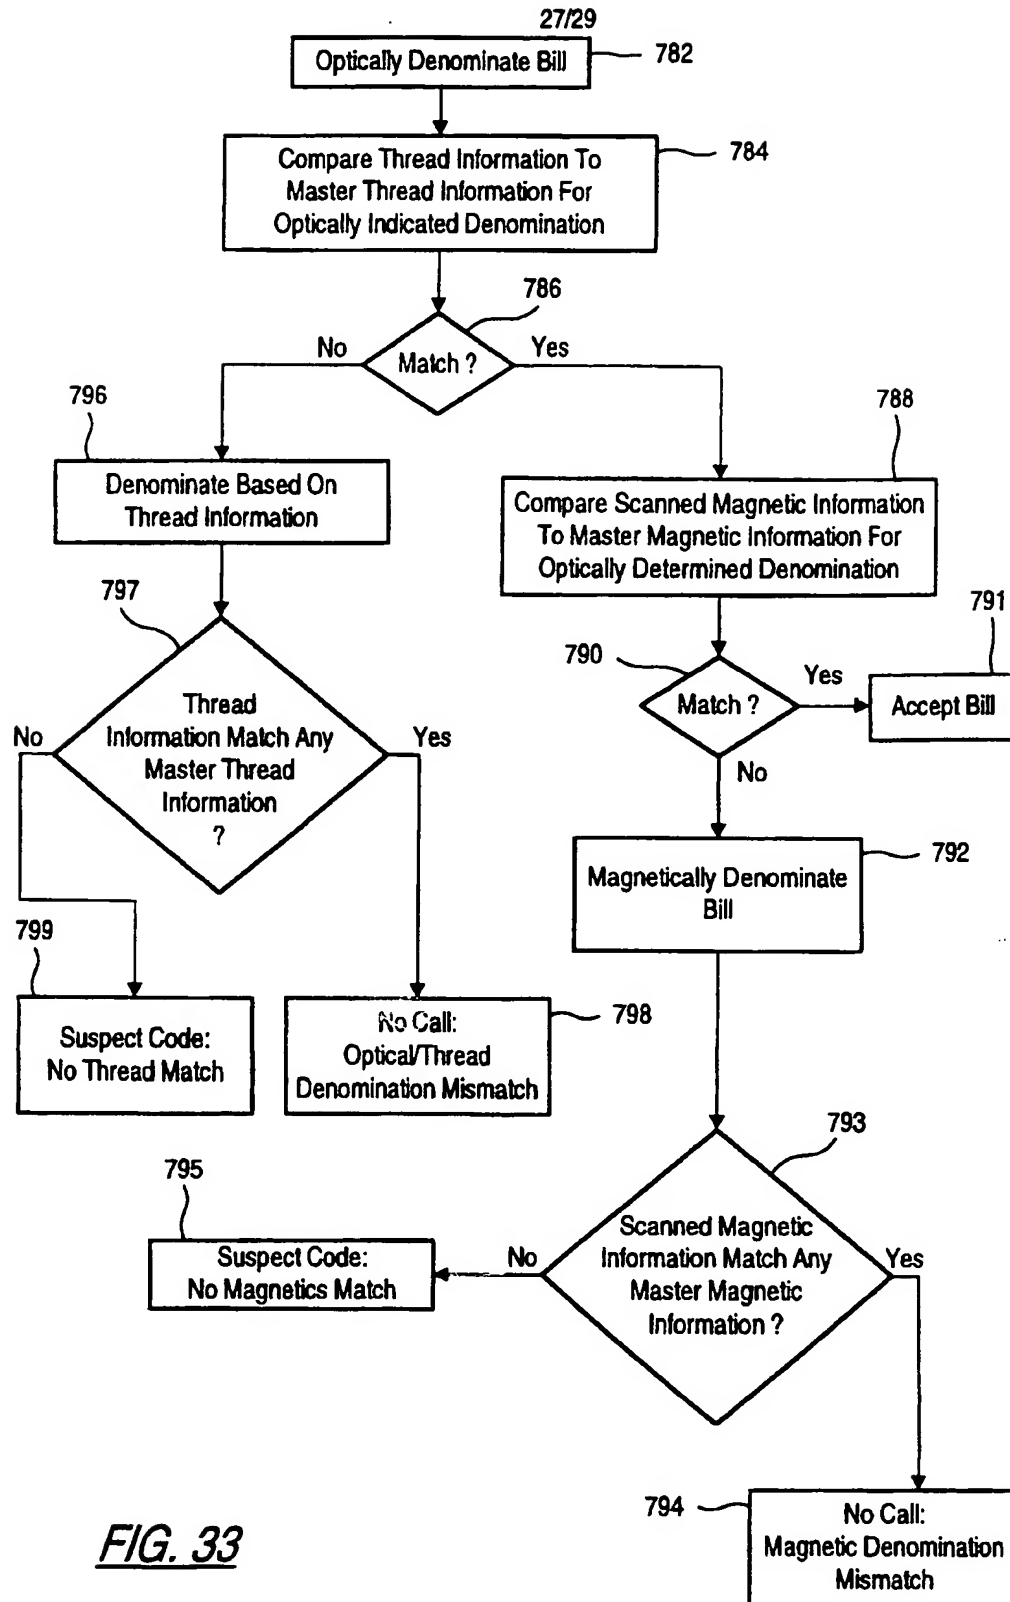 27/29
Optically Denominate Bill
782
Compare Thread Information To
Master Thread Information For
Optically Indicated Denomination
784
786
Match ?
No
Yes
796
Denominate Based On
Thread Information
788
Compare Scanned Magnetic Information
To Master Magnetic Information For
Optically Determined Denomination
797
Thread
Information Match Any
Master Thread
Information
?
No
Yes
790
Match ?
Yes
No
791
Accept Bill
792
Magnetically Denominate
Bill
799
Suspect Code:
No Thread Match
No Call:
Optical/Thread
Denomination Mismatch
798
793
Scanned Magnetic
Information Match Any
Master Magnetic
Information ?
No
Yes
795
Suspect Code:
No Magnetics Match
794
No Call:
Magnetic Denomination
Mismatch
FIG. 33